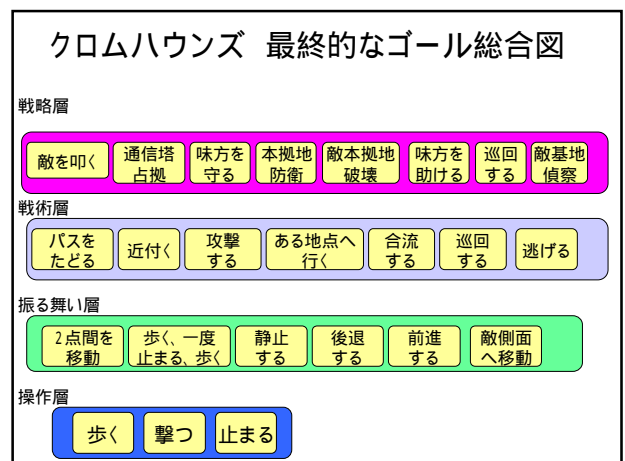 クロムハウンズ 最終的なゴール総合図
戦略層
敵を叩く
通信塔
占拠
味方を
守る
本拠地
防衛
敵本拠地
破壊
味方を
助ける
巡回
する
敵基地
偵察
戦術層
パスを
たどる
近付く
攻撃
する
ある地点へ
行く
合流
する
巡回
する
逃げる
振る舞い層
2点間を
移動
歩く、一度
止まる、歩く
静止
する
後退
する
前進
する
敵側面
へ移動
操作層
歩く
撃つ
止まる